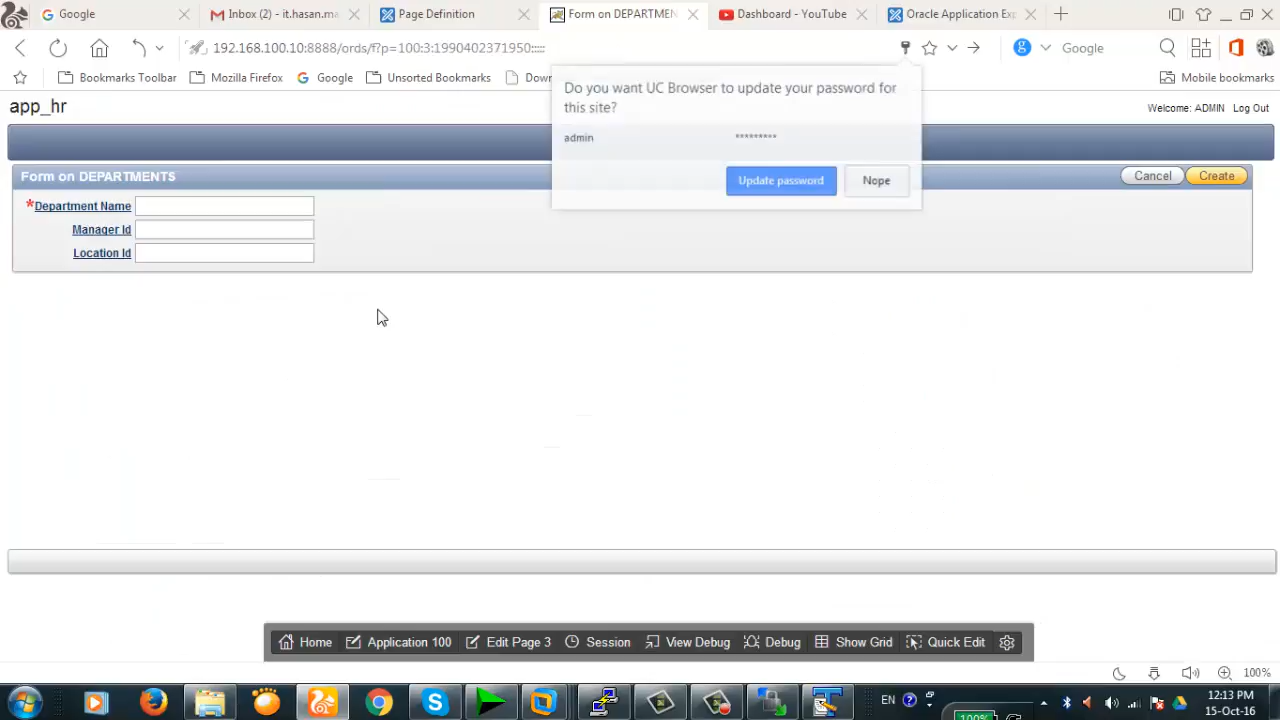 Google
Inbox (2) - it.hasan.ma
Page Definition
Form on DEPARTMEN
Dashboard - YouTube
Oracle Application Exp
192.168.100.10:8888/ords/f?p=100:3:1990402371950:::::
Google
Bookmarks Toolbar
Mozilla Firefox
Google
Unsorted Bookmarks
Down
Mobile bookmarks
Do you want UC Browser to update your password for
this site?
admin *********
Update password
Nope
app_hr
Welcome: ADMIN Log Out
Form on DEPARTMENTS
Cancel
Create
*Department Name
Manager Id
Location Id
Home
Application 100
Edit Page 3
Session
View Debug
Debug
Show Grid
Quick Edit
100%
EN
100%
12:13 PM
15-Oct-16